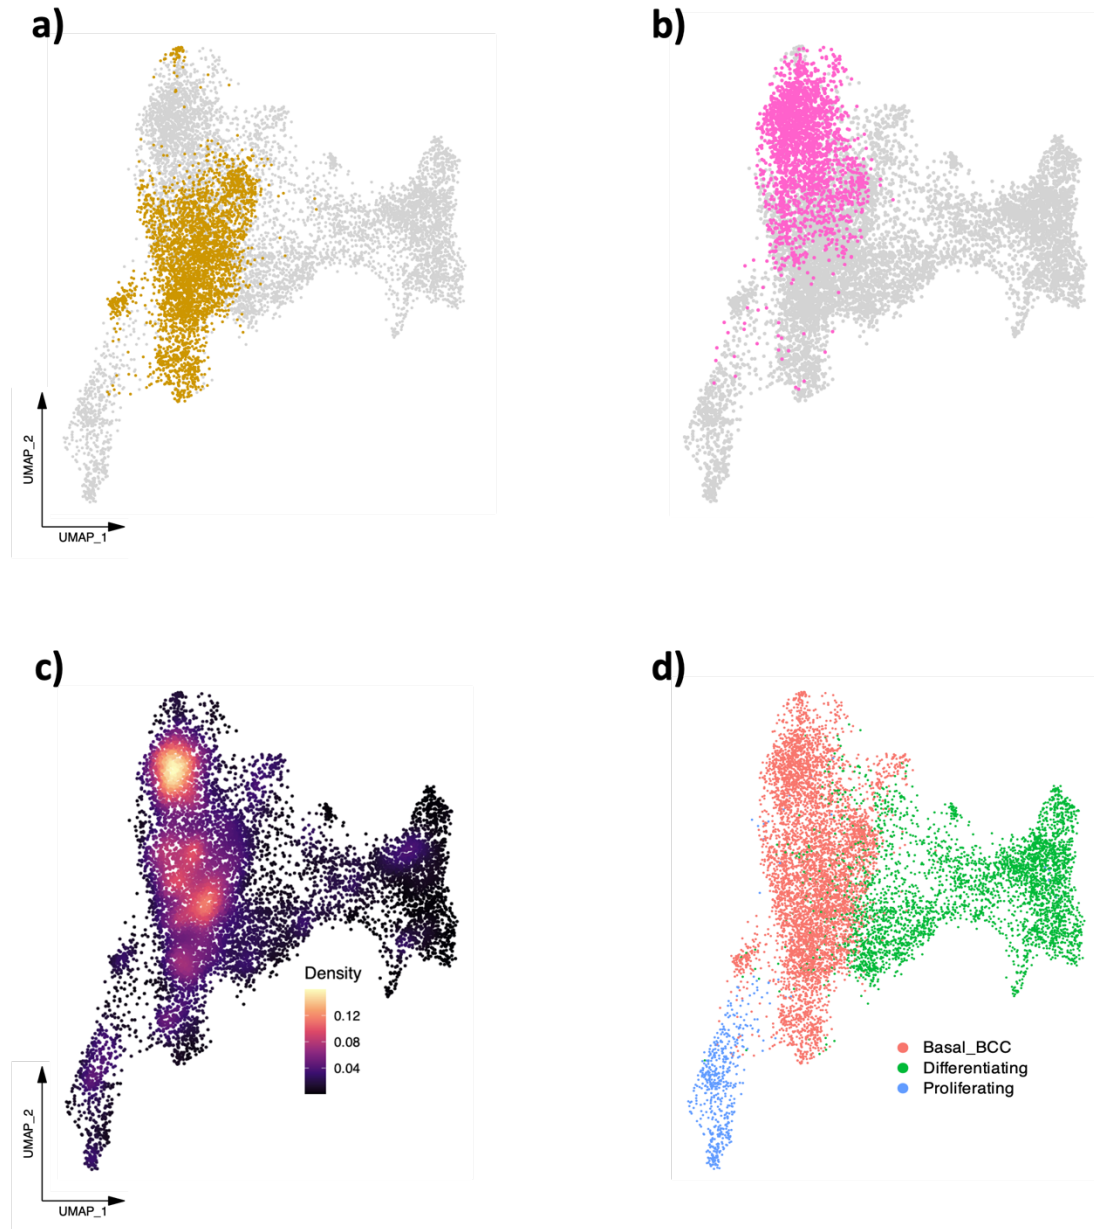 a)
b)
UMAP_2
UMAP_1
c)
d)
Density
0.12
0.08
0.04
Basal_BCC
Differentiating
Proliferating
UMAP_2
UMAP_1